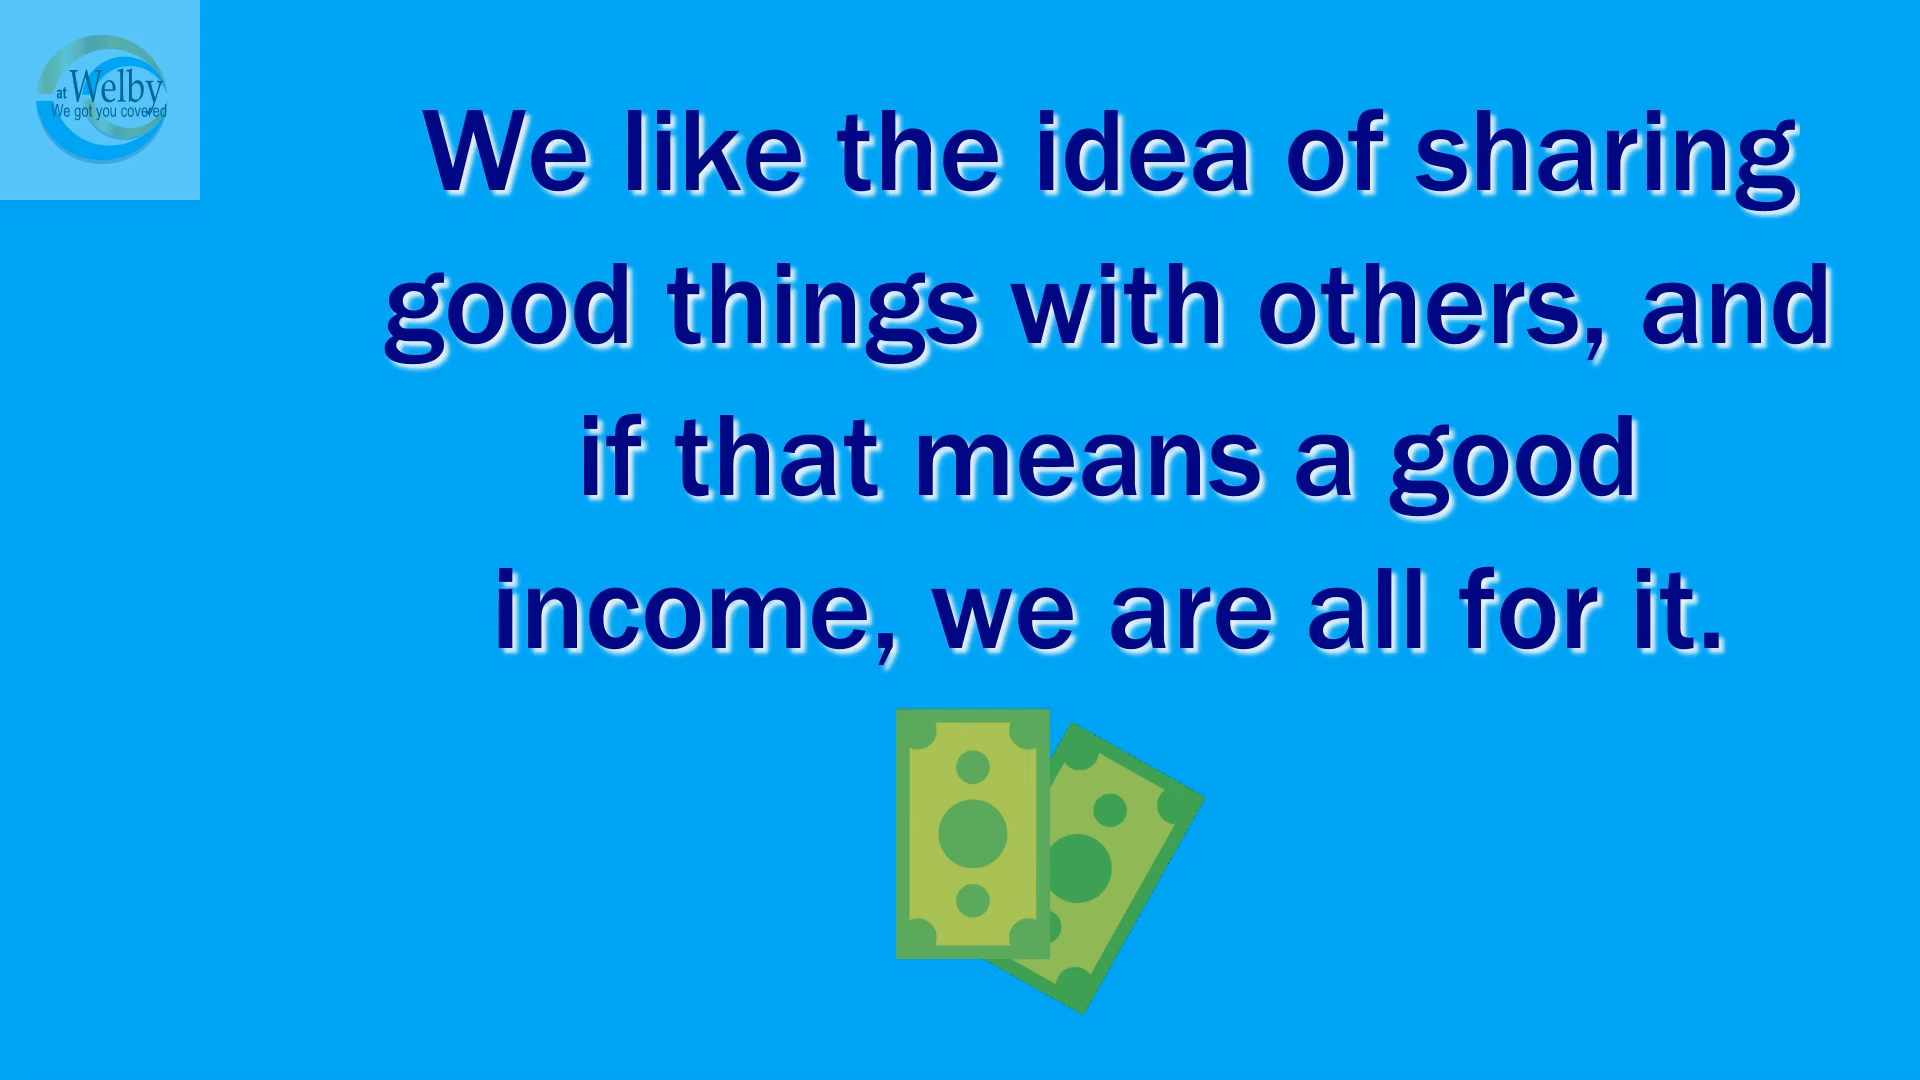 at Welby
We got you covered
We like the idea of sharing
good things with others, and
if that means a good
income, we are all for it.